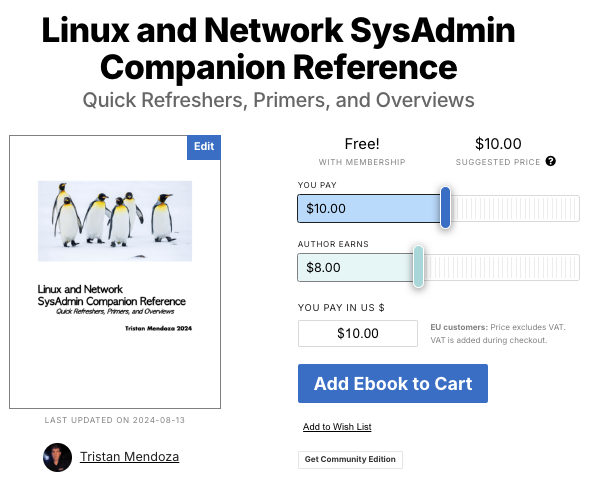 Linux and Network SysAdmin
Companion Reference
Quick Refreshers, Primers, and Overviews
Edit
Linux and Network
SysAdmin Companion Reference
Quick Refreshers, Primers, and Overviews
Tristan Mendoza 2024
LAST UPDATED ON 2024-08-13
Tristan Mendoza
Free!
WITH MEMBERSHIP
$10.00
SUGGESTED PRICE ?
YOU PAY
$10.00
AUTHOR EARNS
$8.00
YOU PAY IN US $
$10.00
EU customers: Price excludes VAT.
VAT is added during checkout.
Add Ebook to Cart
Add to Wish List
Get Community Edition